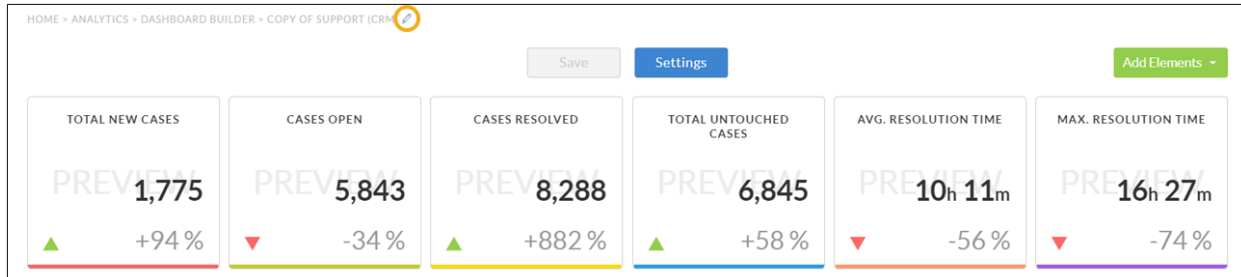 HOME > ANALYTICS > DASHBOARD BUILDER > COPY OF SUPPORT (CRM
Save
Settings
Add Elements
TOTAL NEW CASES
PREVIEW
1,775
+94 %
CASES OPEN
PREVIEW
5,843
-34 %
CASES RESOLVED
PREVIEW
8,288
+882 %
TOTAL UNTOUCHED
CASES
PREVIEW
6,845
+58 %
AVG. RESOLUTION TIME
PREVIEW
10h 11m
-56 %
MAX. RESOLUTION TIME
PREVIEW
16h 27m
-74 %